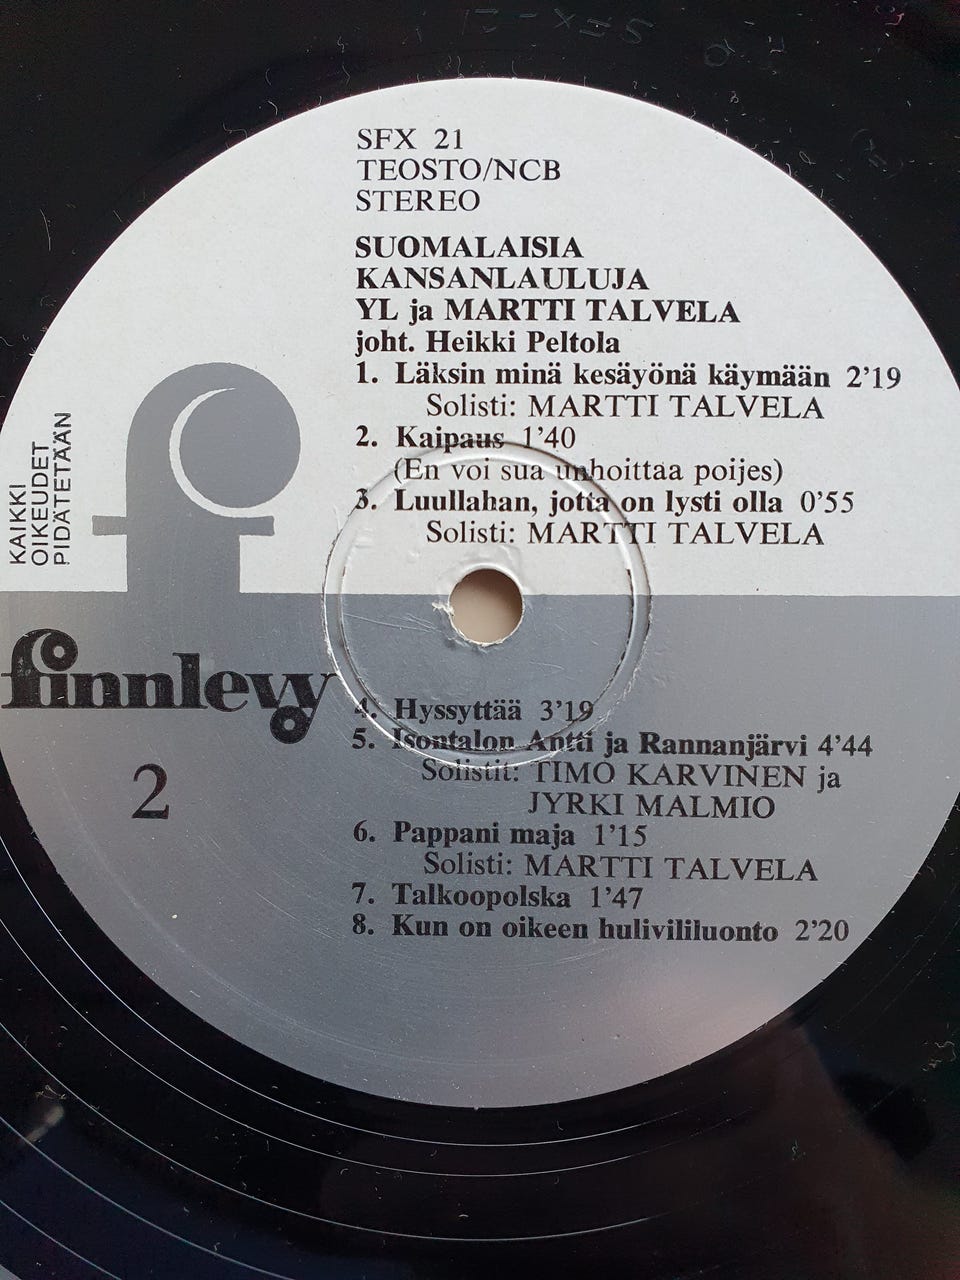 SFX 21
TEOSTO/NCB
STEREO
SUOMALAISIA
KANSANLAULUJA
YL ja MARTTI TALVELA
joht. Heikki Peltola
1. Läksin minä kesäyönä käymään 2'19
Solisti: MARTTI TALVELA
2. Kaipaus 1'40
(En voi sua unhoittaa poijes)
3. Luullahan, jotta on lysti olla 0'55
Solisti: MARTTI TALVELA
KAIKKI
OIKEUDET
PIDÄTETÄÄN
finnlevy
2
4. Hyssyttää 3'19
5. Isontalon Antti ja Rannanjärvi 4'44
Solistit: TIMO KARVINEN ja
JYRKI MALMIO
6. Pappani maja 1'15
Solisti: MARTTI TALVELA
7. Talkoopolska 1'47
8. Kun on oikeen hulivililuonto 2'20